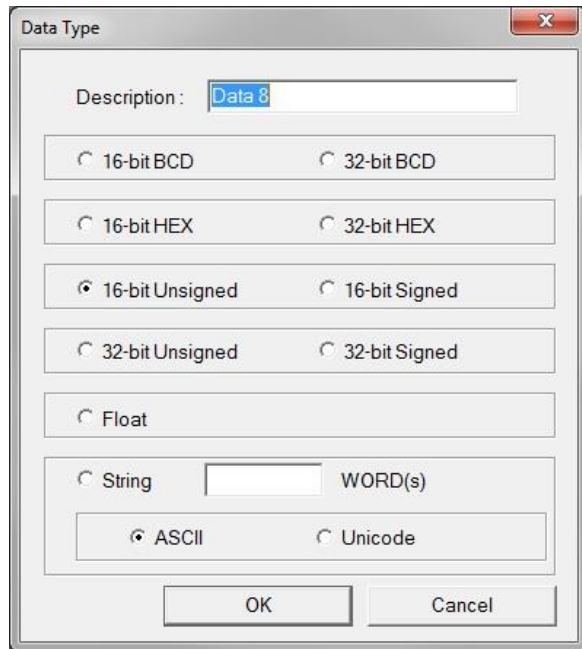 Data Type
Description : Data 8
16-bit BCD 32-bit BCD
16-bit HEX 32-bit HEX
16-bit Unsigned 16-bit Signed
32-bit Unsigned 32-bit Signed
Float
String WORD(s)
ASCII Unicode
OK Cancel